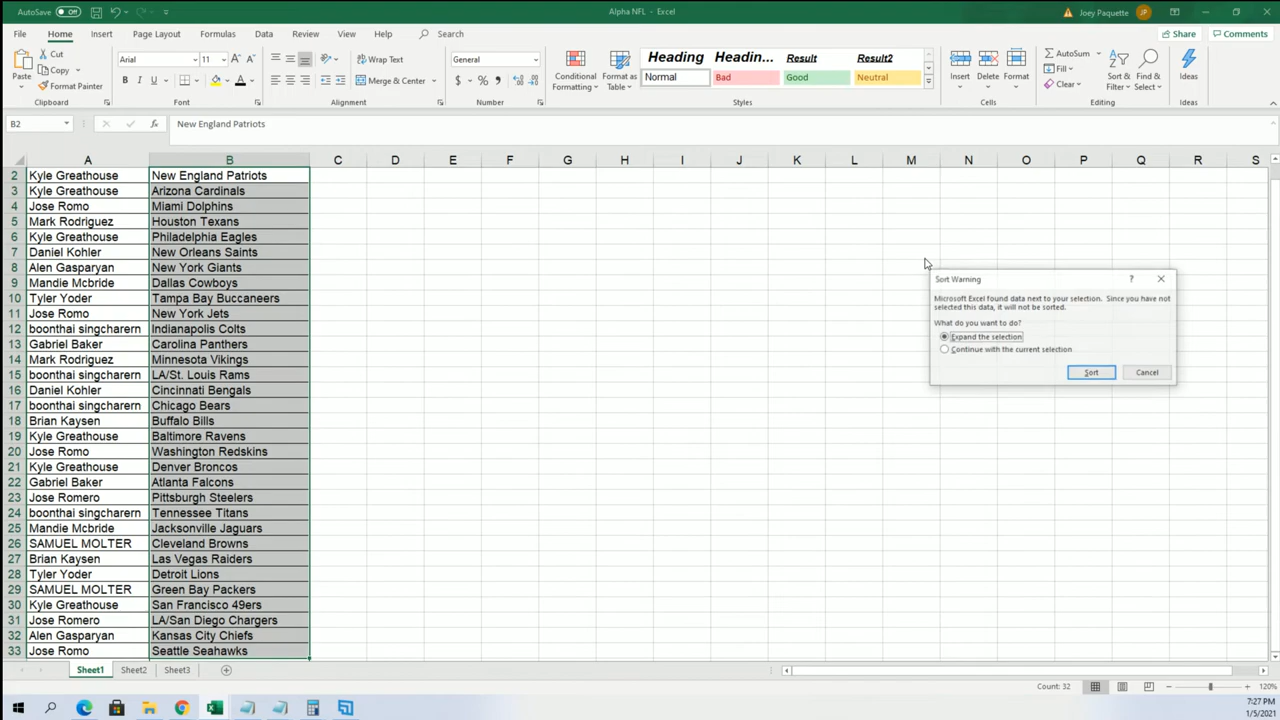 AutoSave Off
Alpha NFL - Excel
Joey Paquette JP
File Home Insert Page Layout Formulas Data Review View Help Search
Share Comments
Paste Cut Copy Format Painter
Clipboard
Arial 11
B I U
Font
Wrap Text
Merge & Center
Alignment
General
$ %
Number
Conditional Formatting
Format as Table
Heading Headin... Result Result2
Normal Bad Good Neutral
Styles
Insert Delete Format
Cells
AutoSum
Fill
Clear
Sort & Filter
Find & Select
Editing
Ideas
Ideas
B2 fx New England Patriots
A B C D E F G H I J K L M N O P Q R S
2 Kyle Greathouse New England Patriots
3 Kyle Greathouse Arizona Cardinals
4 Jose Romo Miami Dolphins
5 Mark Rodriguez Houston Texans
6 Kyle Greathouse Philadelphia Eagles
7 Daniel Kohler New Orleans Saints
8 Alen Gasparyan New York Giants
9 Mandie Mcbride Dallas Cowboys
10 Tyler Yoder Tampa Bay Buccaneers
11 Jose Romo New York Jets
12 boonthai singcharern Indianapolis Colts
13 Gabriel Baker Carolina Panthers
14 Mark Rodriguez Minnesota Vikings
15 boonthai singcharern LA/St. Louis Rams
16 Daniel Kohler Cincinnati Bengals
17 boonthai singcharern Chicago Bears
18 Brian Kaysen Buffalo Bills
19 Kyle Greathouse Baltimore Ravens
20 Jose Romo Washington Redskins
21 Kyle Greathouse Denver Broncos
22 Gabriel Baker Atlanta Falcons
23 Jose Romero Pittsburgh Steelers
24 boonthai singcharern Tennessee Titans
25 Mandie Mcbride Jacksonville Jaguars
26 SAMUEL MOLTER Cleveland Browns
27 Brian Kaysen Las Vegas Raiders
28 Tyler Yoder Detroit Lions
29 SAMUEL MOLTER Green Bay Packers
30 Kyle Greathouse San Francisco 49ers
31 Jose Romero LA/San Diego Chargers
32 Alen Gasparyan Kansas City Chiefs
33 Jose Romo Seattle Seahawks
Sort Warning ?
Microsoft Excel found data next to your selection. Since you have not
selected this data, it will not be sorted.
What do you want to do?
Expand the selection
Continue with the current selection
Sort Cancel
Sheet1 Sheet2 Sheet3
Count: 32 120%
7:27 PM
1/5/2021